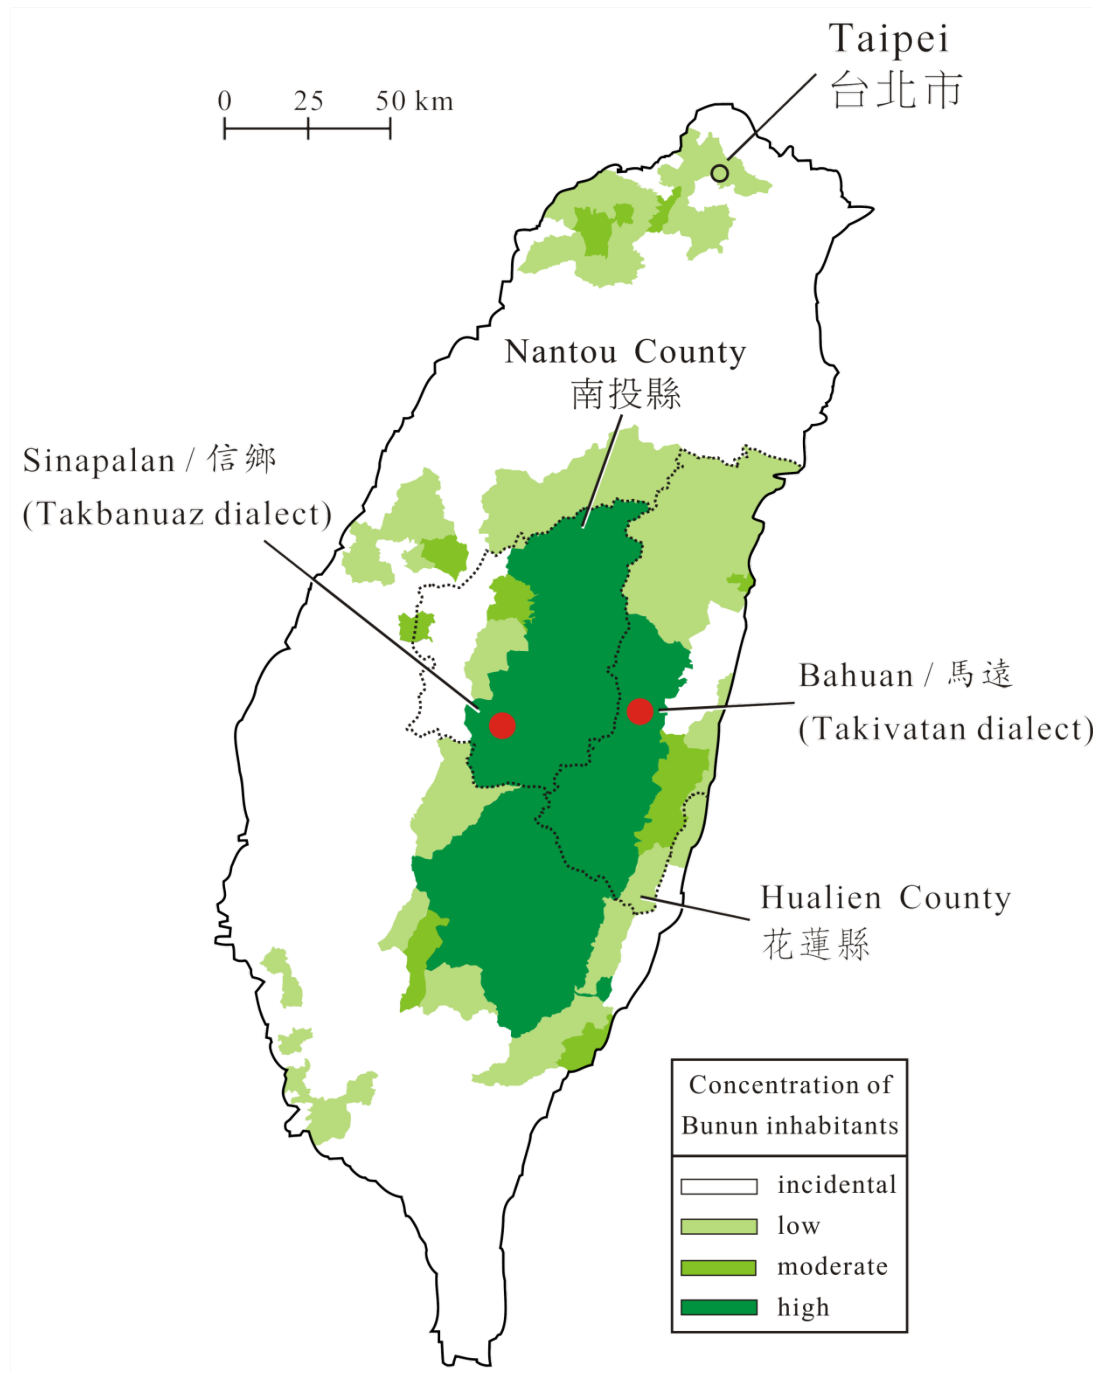 Taipei
台北市
0 25 50 km
Nantou County
南投縣
Sinapalan / 信鄉
(Takbanuaz dialect)
Bahuan / 馬遠
(Takivatan dialect)
Hualien County
花蓮縣
Concentration of
Bunun inhabitants
incidental
low
moderate
high